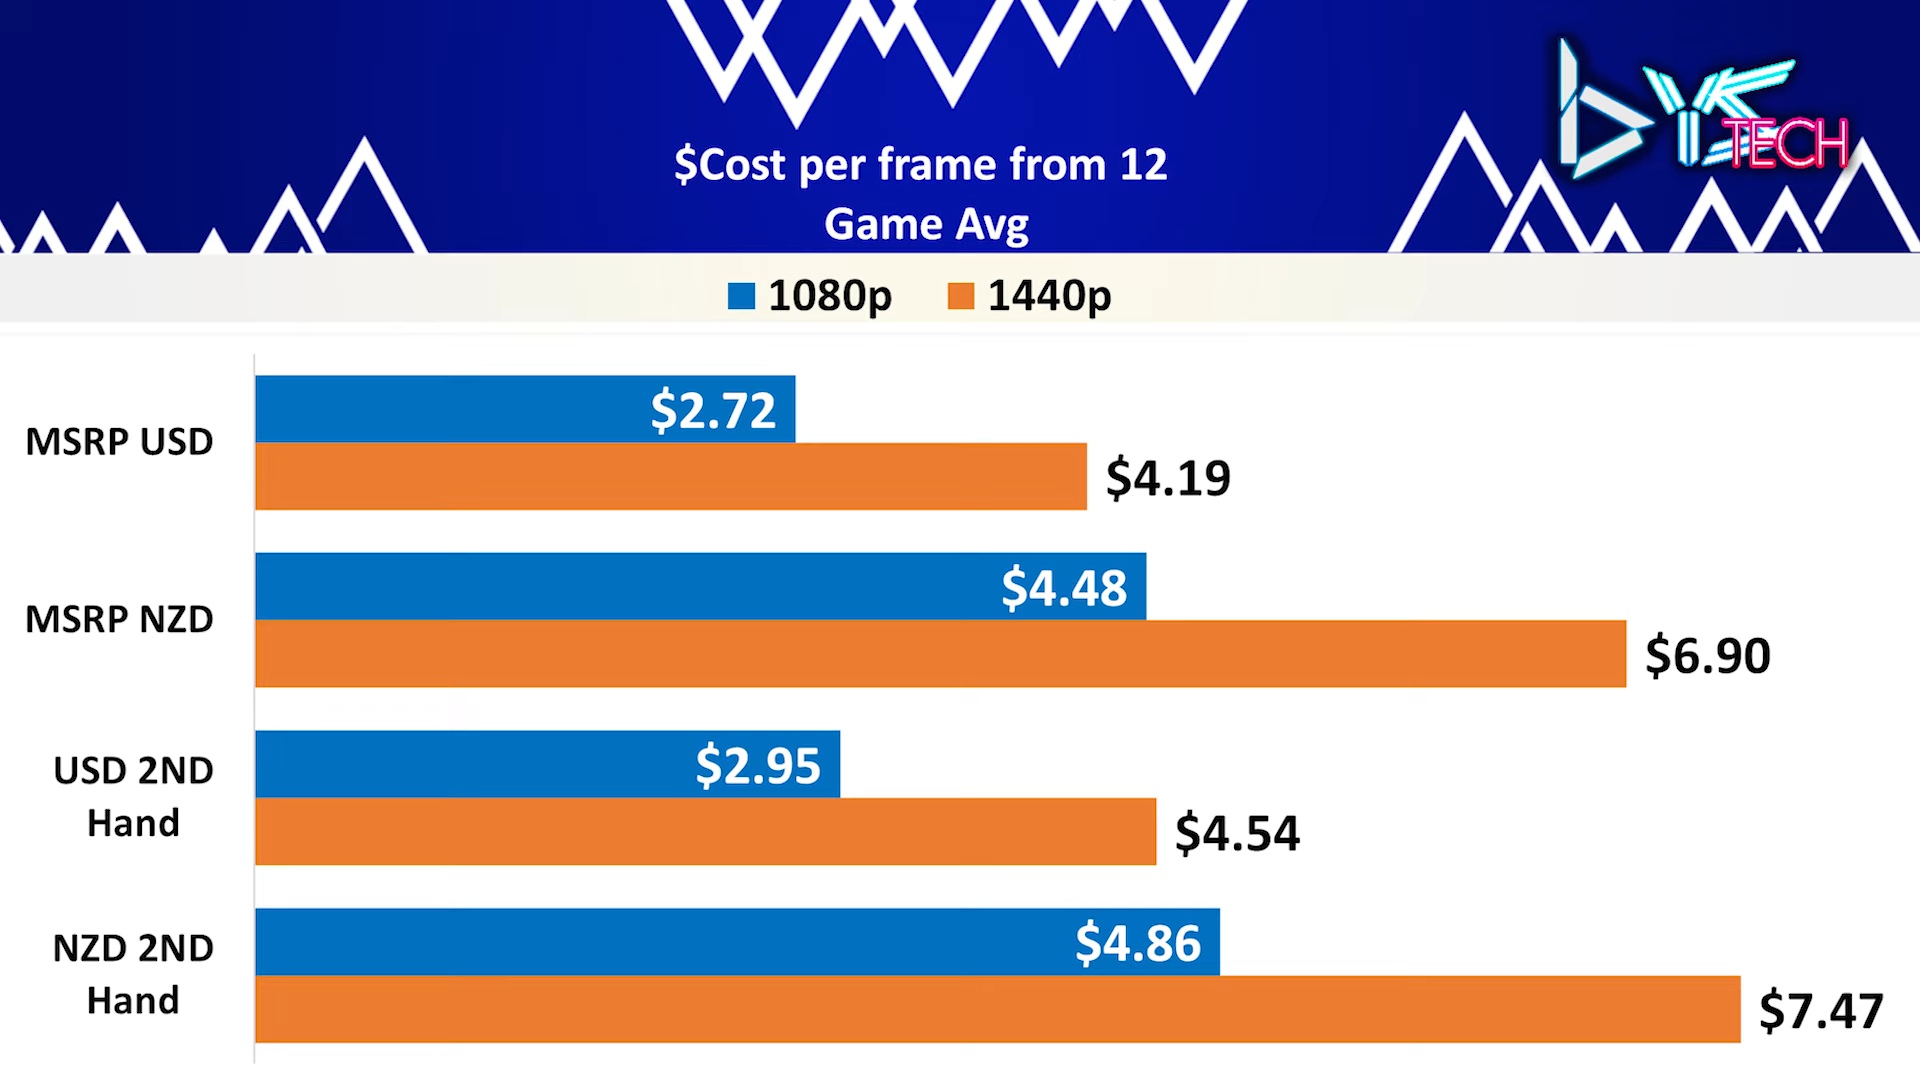 bYKS
TECH
$Cost per frame from 12
Game Avg
1080p 1440p
MSRP USD
$2.72
$4.19
MSRP NZD
$4.48
$6.90
USD 2ND
Hand
$2.95
$4.54
NZD 2ND
Hand
$4.86
$7.47